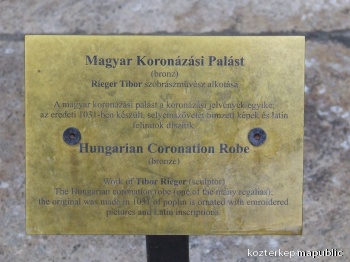 Magyar Koronázási Palást
(bronz)
Rieger Tibor szobrászművész alkotása
A magyar koronázási palást a koronázási jelvények egyike,
az eredeti 1031-ben készült, selyemszövetét hímzett képek és latin
feliratok díszítik.
Hungarian Coronation Robe
(bronze)
Work of Tibor Rieger (sculptor)
The Hungarian coronation robe (one of the many regalias);
the original was made in 1031 of poplin is ornated with emroidered
pictures and Latin inscriptions.
kozterkep mapublic